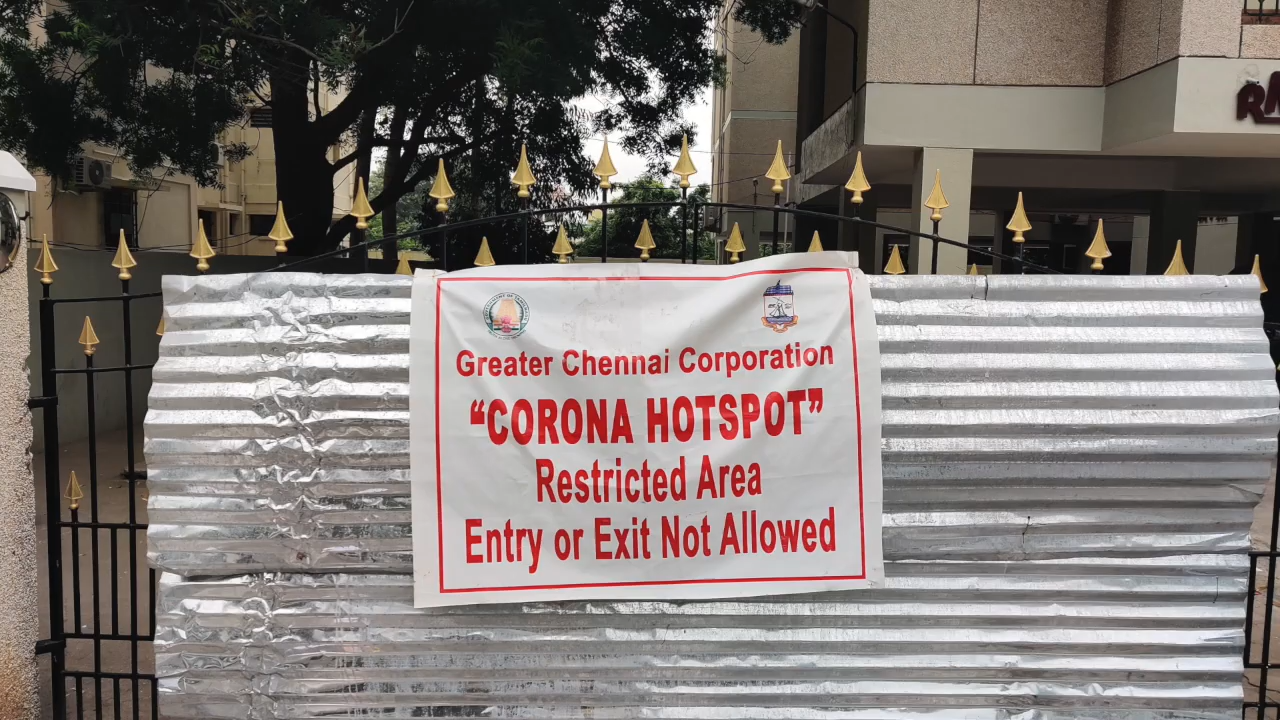 Greater Chennai Corporation
“CORONA HOTSPOT”
Restricted Area
Entry or Exit Not Allowed